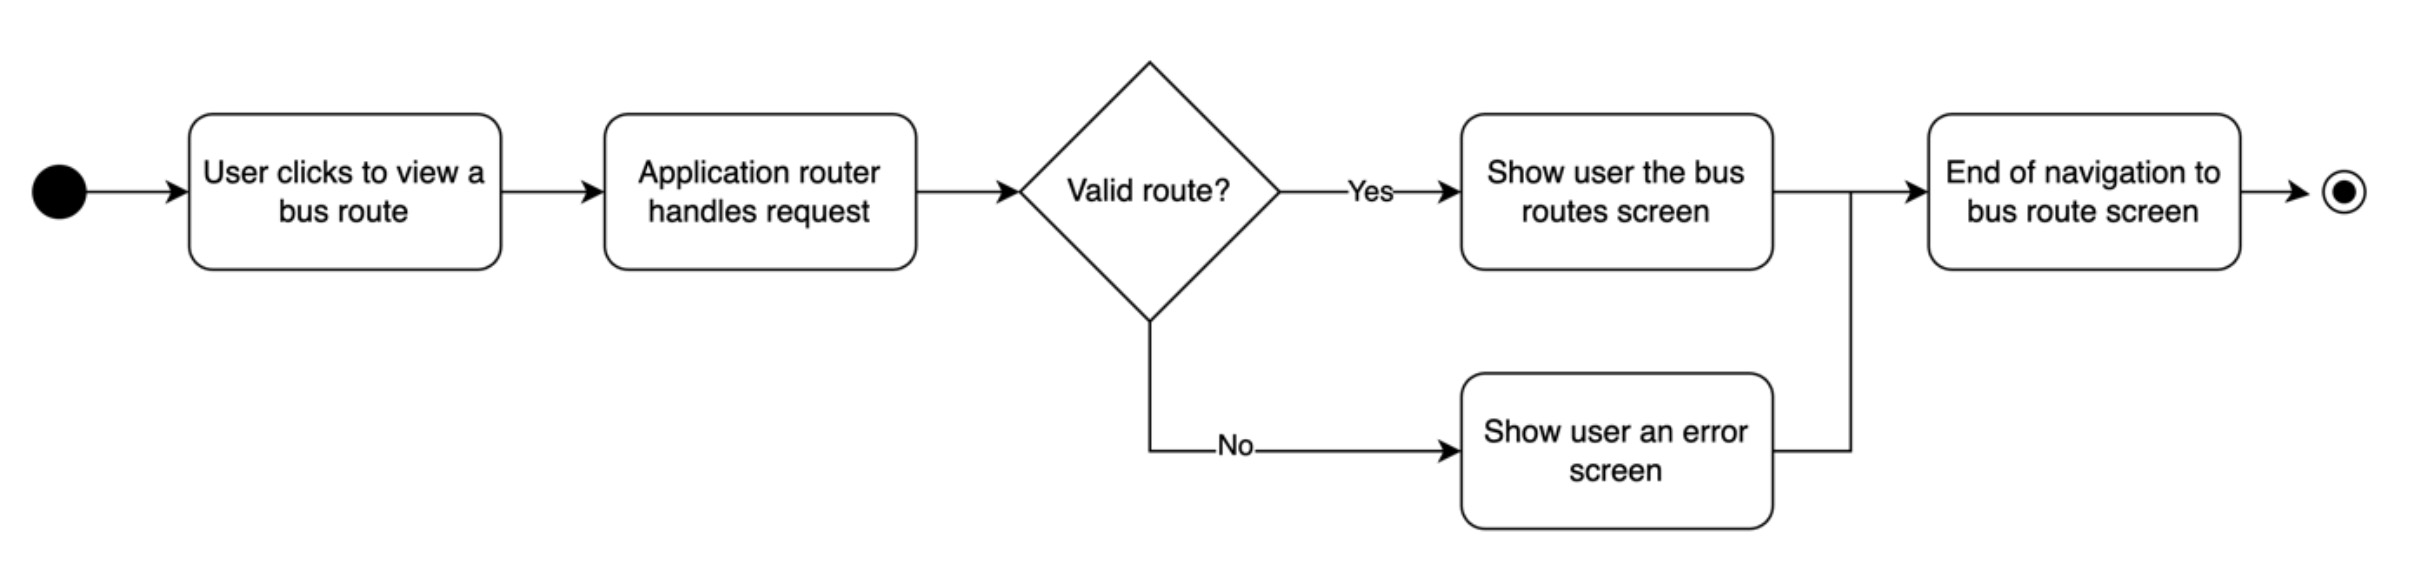 User clicks to view a
bus route
Application router
handles request
Valid route?
Yes
Show user the bus
routes screen
End of navigation to
bus route screen
No
Show user an error
screen